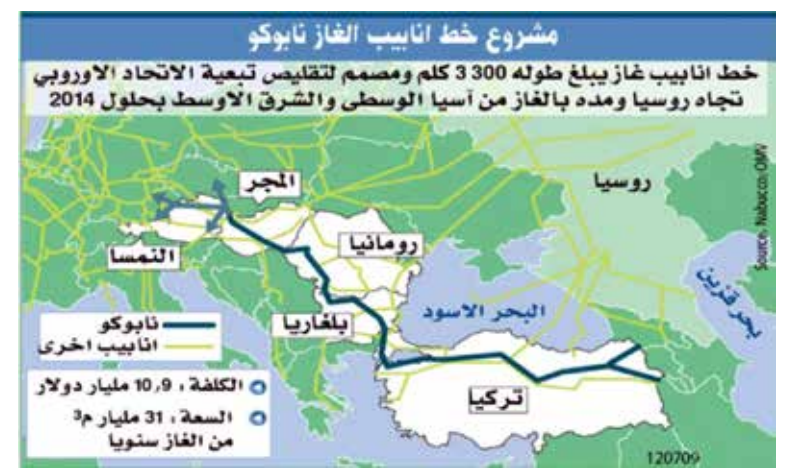 مشروع خط انابيب الغاز نابوكو
خط انابيب غاز يبلغ طوله 300 3 كلم ومصمم لتقليص تبعية الاتحاد الاوروبي
تجاه روسيا ومده بالغاز من آسيا الوسطى والشرق الاوسط بحلول 2014
المجر
روسيا
Source: Nabucco/OMV
رومانيا
النمسا
بحر قزين
البحر الاسود
بلغاريا
نابوكو
انابيب اخرى
تركيا
الكلفة: 10,9 مليار دولار
السعة: 31 مليار م³
من الغاز سنويا
120709